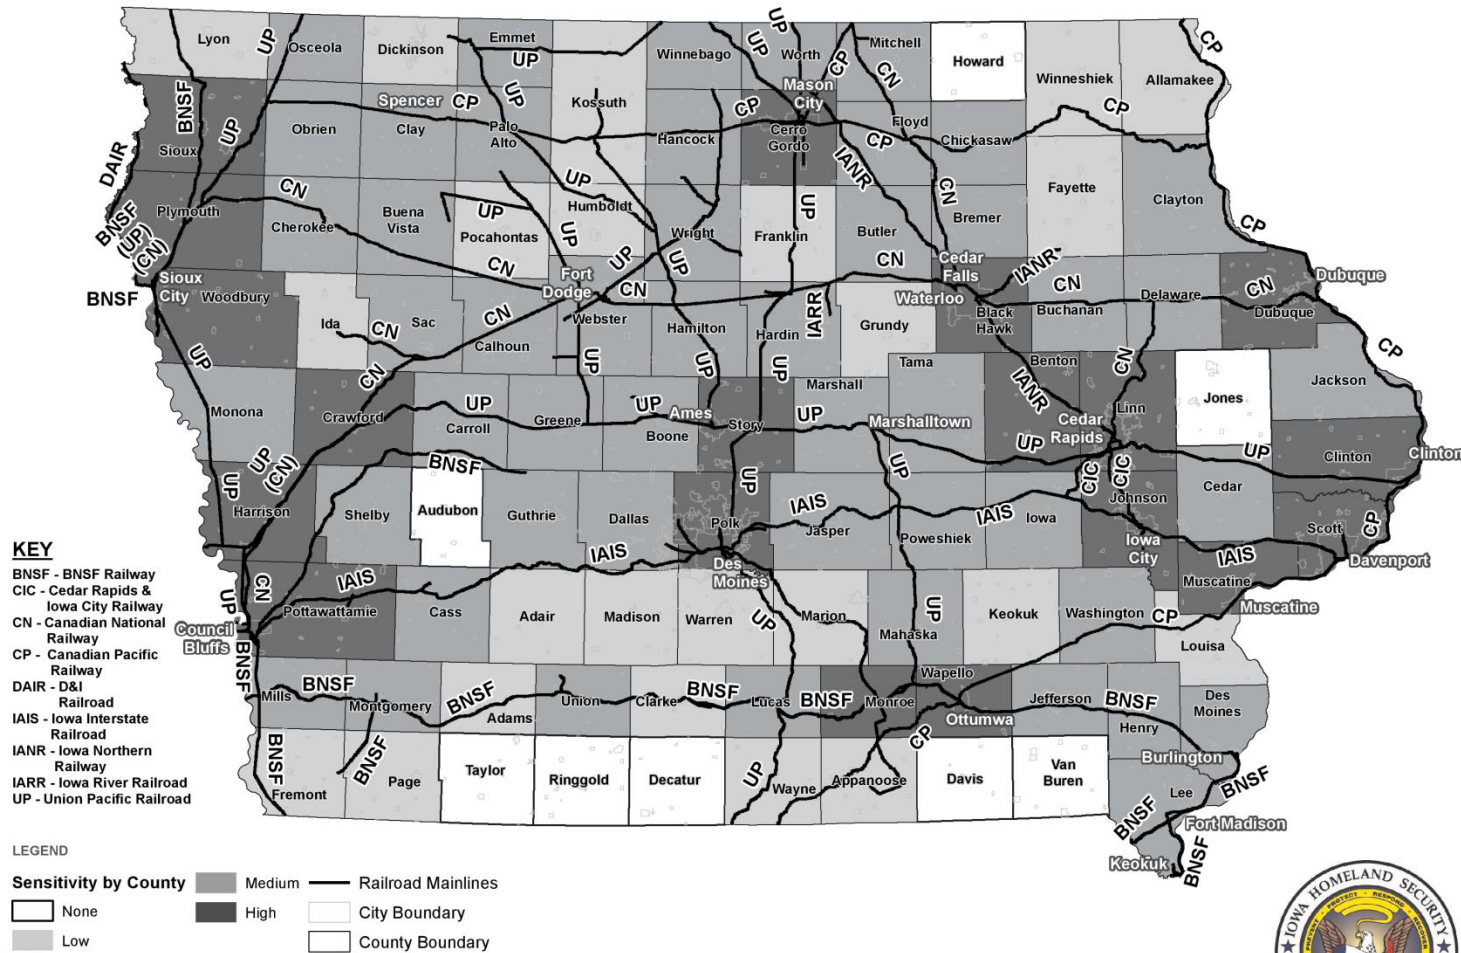 Lyon
UP
Osceola
Dickinson
Emmet
UP
Winnebago
UP
UP
Worth
CP
Mitchell
CN
Howard
Winneshiek
Allamakee
CP
BNSF
UP
Spencer
CP
UP
Kossuth
CP
Mason
City
Sioux
Obrien
Clay
Palo
Alto
Hancock
Cerro
Gordo
CP
Floyd
Chickasaw
CP
DAIR
IANR
CN
Fayette
Clayton
BNSF
(UP)
(CN)
Plymouth
CN
Cherokee
Buena
Vista
UP
Pocahontas
UP
Humboldt
UP
Wright
UP
Franklin
Butler
Bremer
CP
BNSF
Sioux
City
Woodbury
CN
Fort
Dodge
UP
CN
UP
CN
Cedar
Falls
Waterloo
IANR
CN
Delaware
CN
Dubuque
Dubuque
UP
Ida
CN
Sac
CN
Calhoun
Webster
Hamilton
Hardin
IARR
Grundy
Black
Hawk
Buchanan
CP
CN
UP
UP
UP
Marshall
Tama
Benton
IANR
CN
Linn
Jones
Jackson
Monona
Crawford
UP
Carroll
Greene
UP
Boone
Ames
Story
UP
Marshalltown
UP
Cedar
Rapids
UP
Clinton
Clinton
UP
UP
(CN)
BNSF
UP
UP
CIC
CIC
Harrison
Shelby
Audubon
Guthrie
Dallas
Polk
IAIS
Jasper
Poweshiek
IAIS
Iowa
Johnson
Cedar
Scott
CP
IAIS
Des
Moines
Iowa
City
IAIS
Davenport
UP
CN
IAIS
Pottawattamie
Cass
Adair
Madison
Warren
UP
Marion
Mahaska
UP
Keokuk
Washington
CP
Muscatine
Muscatine
Louisa
Council
Bluffs
BNSF
Mills
BNSF
Montgomery
BNSF
Adams
Union
Clarke
BNSF
Lucas
BNSF
Monroe
Wapello
Ottumwa
Jefferson
BNSF
Henry
Des
Moines
Burlington
BNSF
Fremont
BNSF
Page
Taylor
Ringgold
Decatur
UP
Wayne
Appanoose
CP
Davis
Van
Buren
Lee
BNSF
BNSF
Fort Madison
Keokuk
BNSF
KEY
BNSF - BNSF Railway
CIC - Cedar Rapids &
Iowa City Railway
CN - Canadian National
Railway
CP - Canadian Pacific
Railway
DAIR - D&I
Railroad
IAIS - Iowa Interstate
Railroad
IANR - Iowa Northern
Railway
IARR - Iowa River Railroad
UP - Union Pacific Railroad
LEGEND
Sensitivity by County
None
Low
Medium
High
Railroad Mainlines
City Boundary
County Boundary
IOWA HOMELAND SECURITY
PREVENT • PROTECT • RESPOND • RECOVER